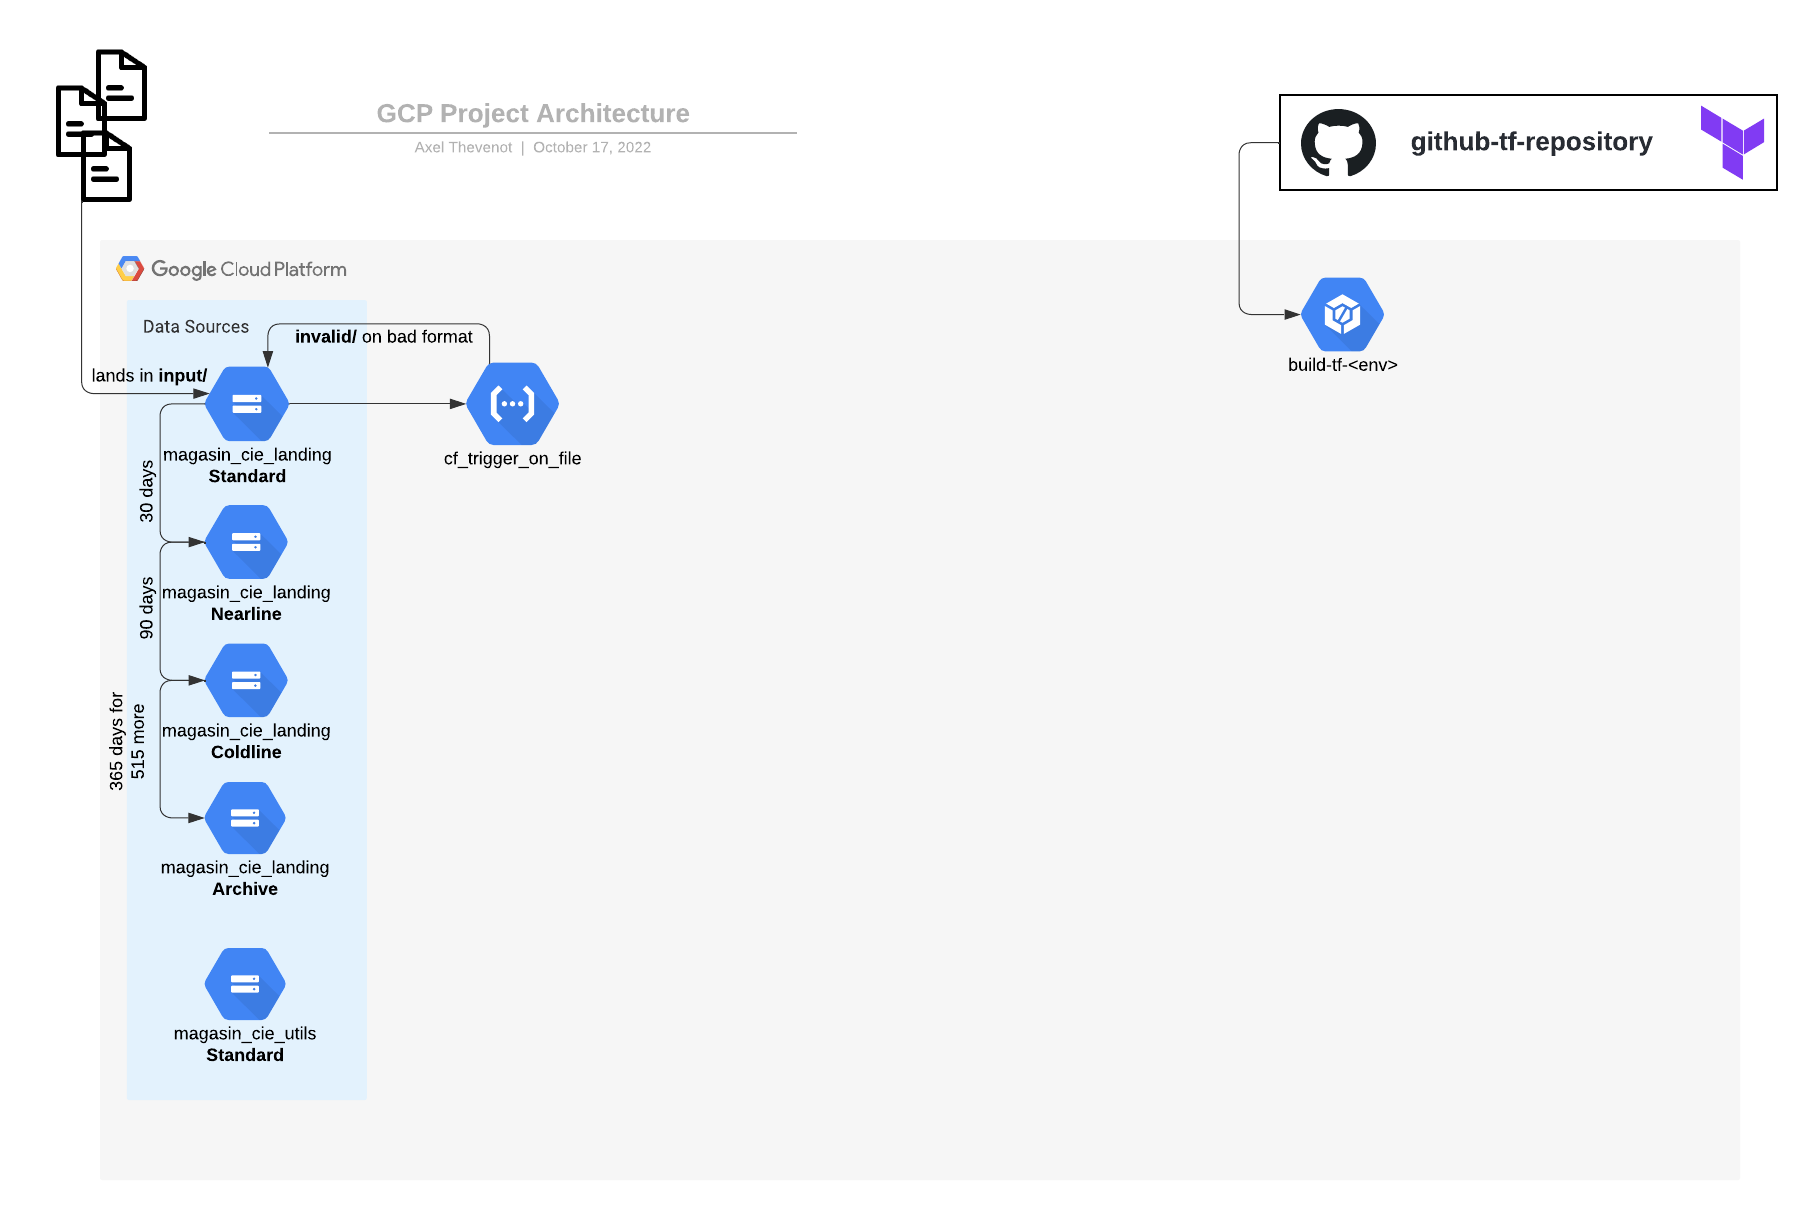 GCP Project Architecture
Axel Thevenot | October 17, 2022
github-tf-repository
Google Cloud Platform
Data Sources
invalid/ on bad format
lands in input/
build-tf-<env>
magasin_cie_landing
Standard
cf_trigger_on_file
30 days
magasin_cie_landing
Nearline
90 days
magasin_cie_landing
Coldline
365 days for
515 more
magasin_cie_landing
Archive
magasin_cie_utils
Standard